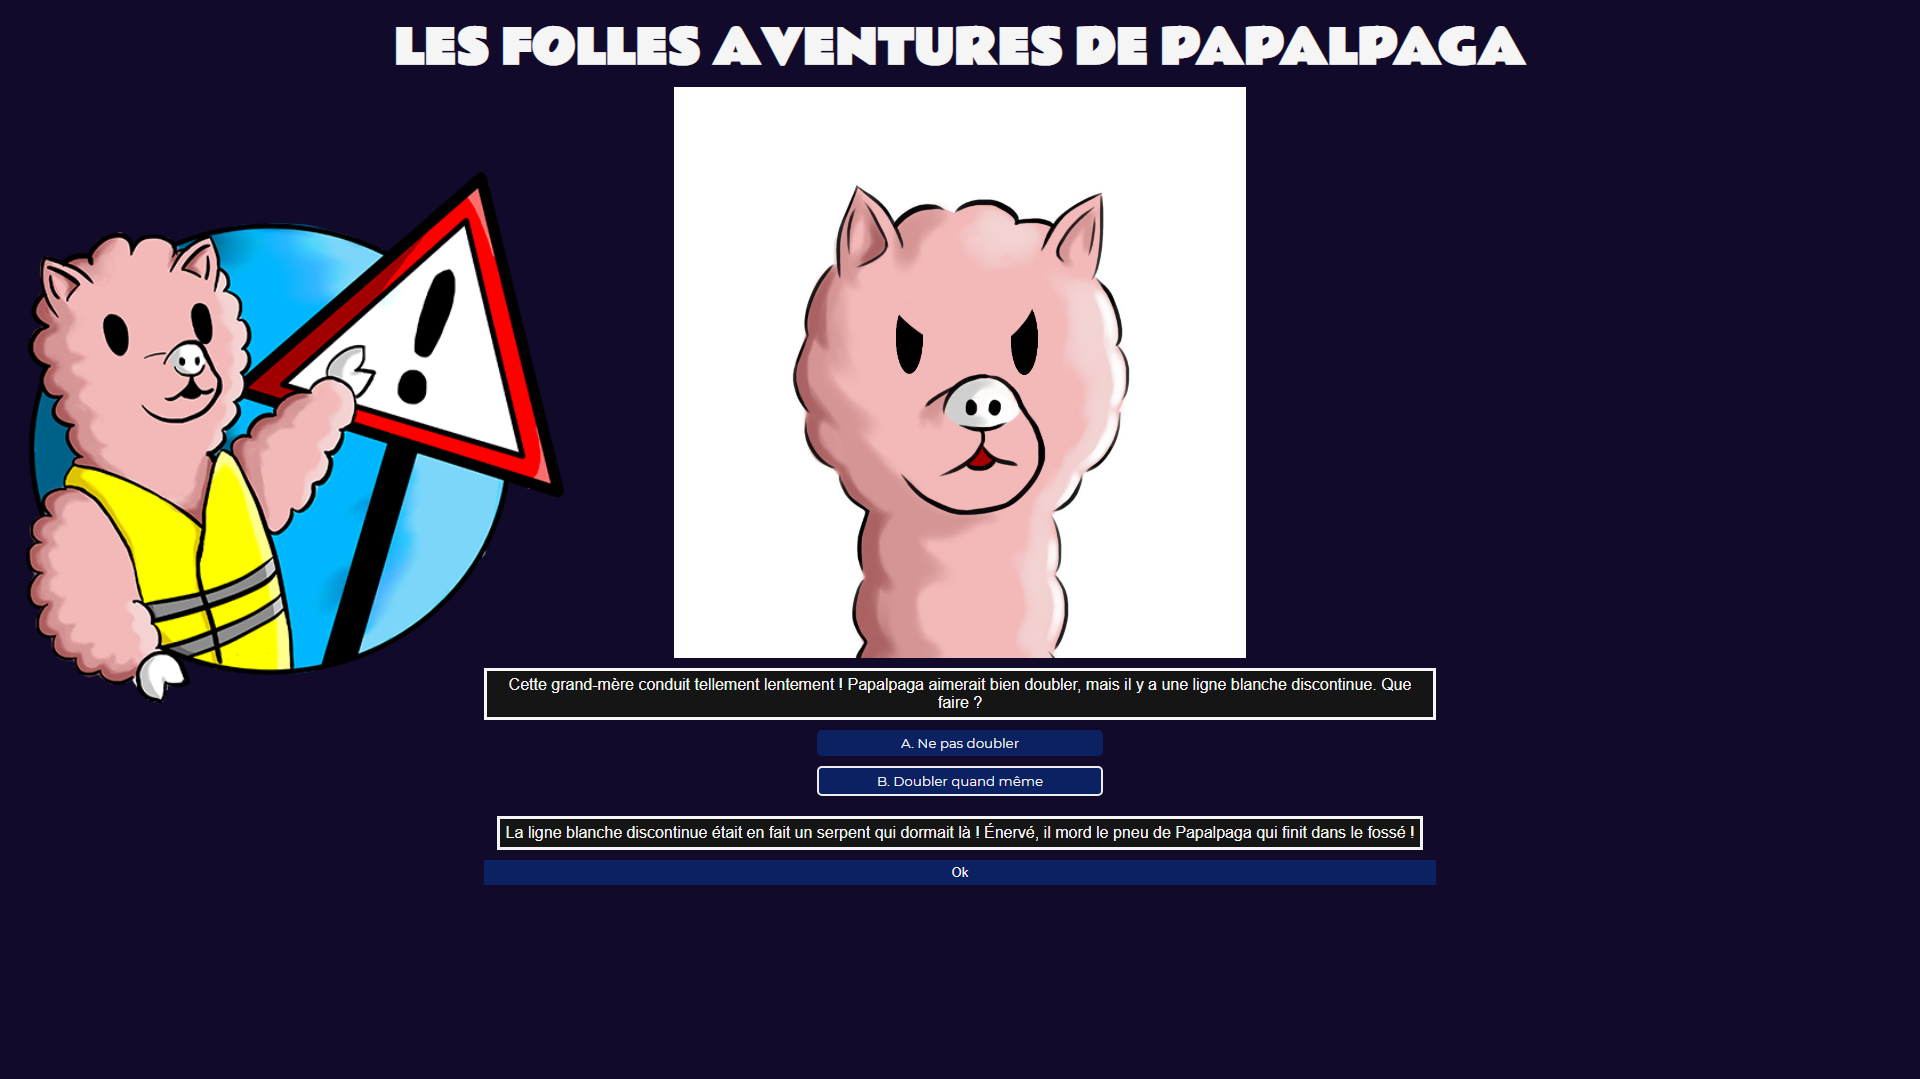 LES FOLLES AVENTURES DE PAPALPAGA
Cette grand-mère conduit tellement lentement ! Papalpaga aimerait bien doubler, mais il y a une ligne blanche discontinue. Que
faire ?
A. Ne pas doubler
B. Doubler quand même
La ligne blanche discontinue était en fait un serpent qui dormait là ! Énervé, il mord le pneu de Papalpaga qui finit dans le fossé !
Ok